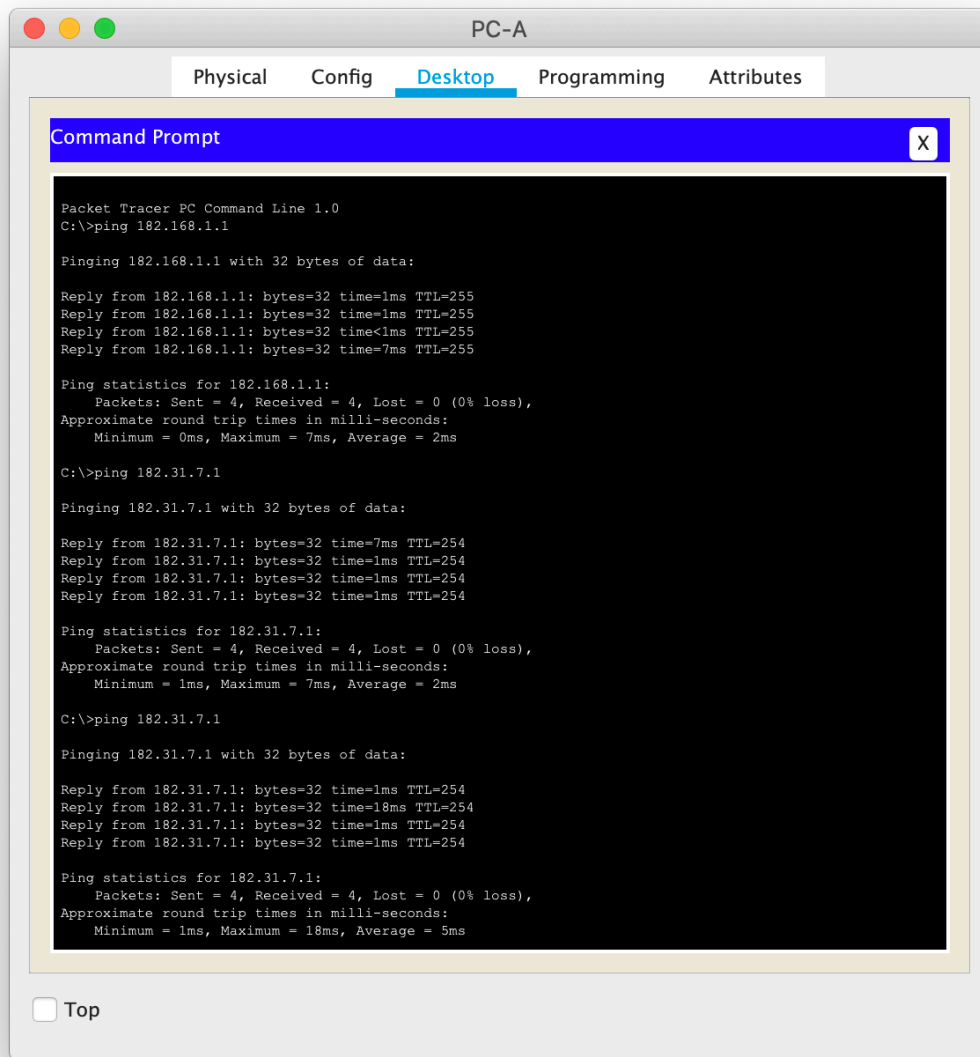 PC-A
Physical Config Desktop Programming Attributes
Command Prompt
X
Packet Tracer PC Command Line 1.0
C:\>ping 182.168.1.1
Pinging 182.168.1.1 with 32 bytes of data:
Reply from 182.168.1.1: bytes=32 time=1ms TTL=255
Reply from 182.168.1.1: bytes=32 time=1ms TTL=255
Reply from 182.168.1.1: bytes=32 time<1ms TTL=255
Reply from 182.168.1.1: bytes=32 time=7ms TTL=255
Ping statistics for 182.168.1.1:
Packets: Sent = 4, Received = 4, Lost = 0 (0% loss),
Approximate round trip times in milli-seconds:
Minimum = 0ms, Maximum = 7ms, Average = 2ms
C:\>ping 182.31.7.1
Pinging 182.31.7.1 with 32 bytes of data:
Reply from 182.31.7.1: bytes=32 time=7ms TTL=254
Reply from 182.31.7.1: bytes=32 time=1ms TTL=254
Reply from 182.31.7.1: bytes=32 time=1ms TTL=254
Reply from 182.31.7.1: bytes=32 time=1ms TTL=254
Ping statistics for 182.31.7.1:
Packets: Sent = 4, Received = 4, Lost = 0 (0% loss),
Approximate round trip times in milli-seconds:
Minimum = 1ms, Maximum = 7ms, Average = 2ms
C:\>ping 182.31.7.1
Pinging 182.31.7.1 with 32 bytes of data:
Reply from 182.31.7.1: bytes=32 time=1ms TTL=254
Reply from 182.31.7.1: bytes=32 time=18ms TTL=254
Reply from 182.31.7.1: bytes=32 time=1ms TTL=254
Reply from 182.31.7.1: bytes=32 time=1ms TTL=254
Ping statistics for 182.31.7.1:
Packets: Sent = 4, Received = 4, Lost = 0 (0% loss),
Approximate round trip times in milli-seconds:
Minimum = 1ms, Maximum = 18ms, Average = 5ms
Top